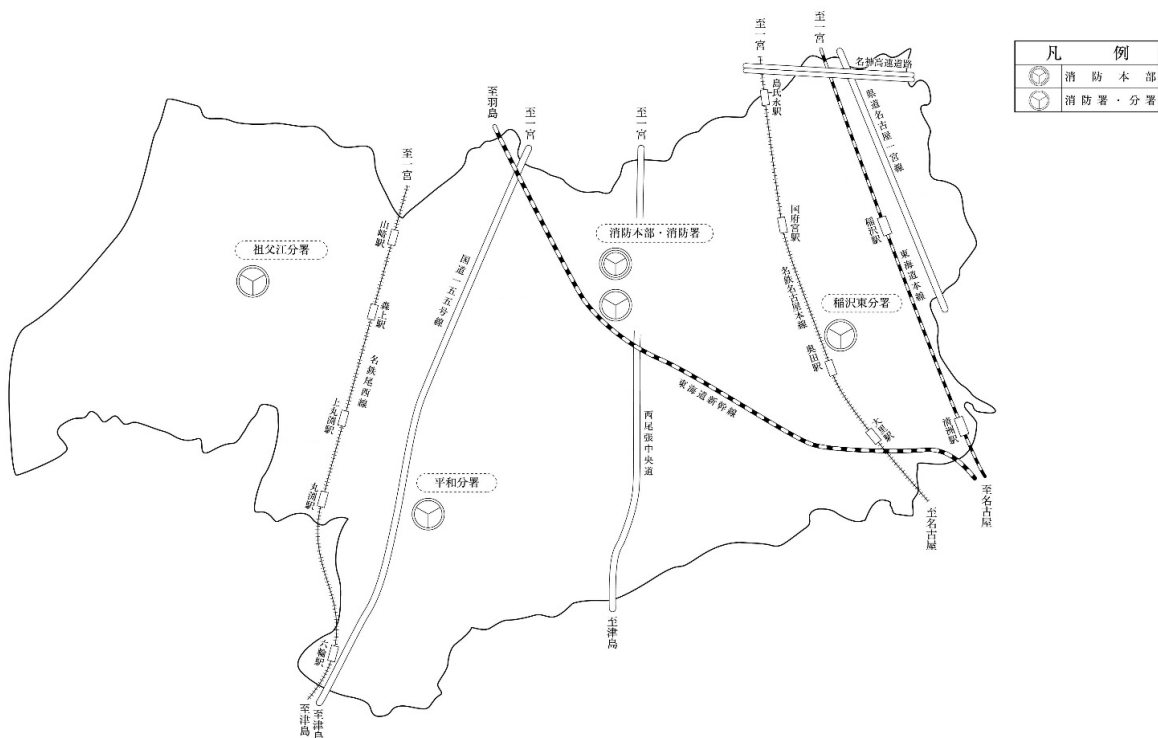 凡 例
消防本部
消防署・分署
至一宮
至一宮
名神高速道路
島氏永駅
県道名古屋一宮線
至羽島
至一宮
至一宮
至一宮
山崎駅
祖父江分署
消防本部・消防署
国府宮駅
稲沢駅
国道一五五号線
東海道本線
名鉄名古屋本線
稲沢東分署
森上駅
奥田駅
名鉄尾西線
東海道新幹線
上丸渕駅
西尾張中央道
大里駅
清洲駅
平和分署
丸渕駅
至名古屋
至名古屋
至津島
六輪駅
至津島
至津島